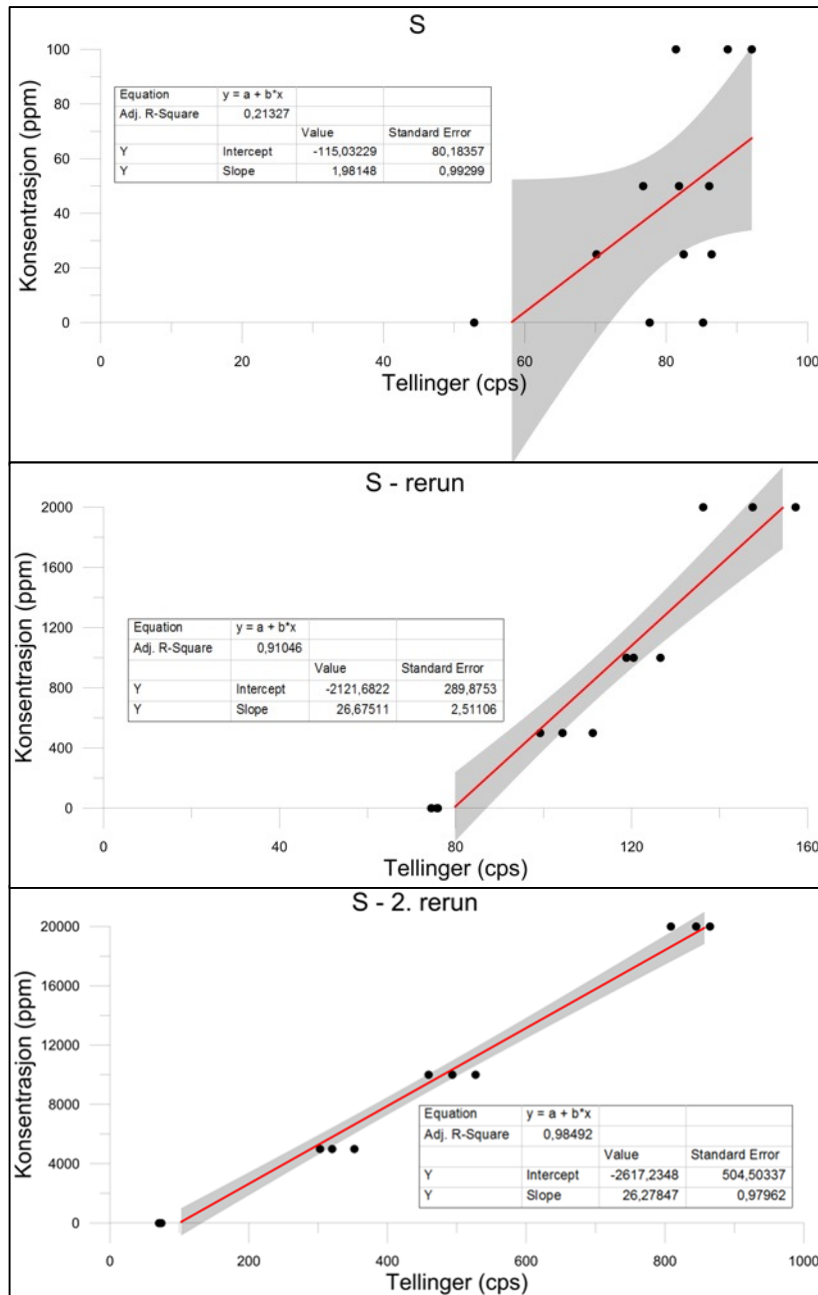 S
Konsentrasjon (ppm)
100
80
60
40
20
0
Equation y = a + b*x
Adj. R-Square 0,21327
Value Standard Error
Y Intercept -115,03229 80,18357
Y Slope 1,98148 0,99299
0 20 40 60 80 100
Tellinger (cps)
S - rerun
Konsentrasjon (ppm)
2000
1600
1200
800
400
0
Equation y = a + b*x
Adj. R-Square 0,91046
Value Standard Error
Y Intercept -2121,6822 289,8753
Y Slope 26,67511 2,51106
0 40 80 120 160
Tellinger (cps)
S - 2. rerun
Konsentrasjon (ppm)
20000
16000
12000
8000
4000
0
Equation y = a + b*x
Adj. R-Square 0,98492
Value Standard Error
Y Intercept -2617,2348 504,50337
Y Slope 26,27847 0,97962
0 200 400 600 800 1000
Tellinger (cps)